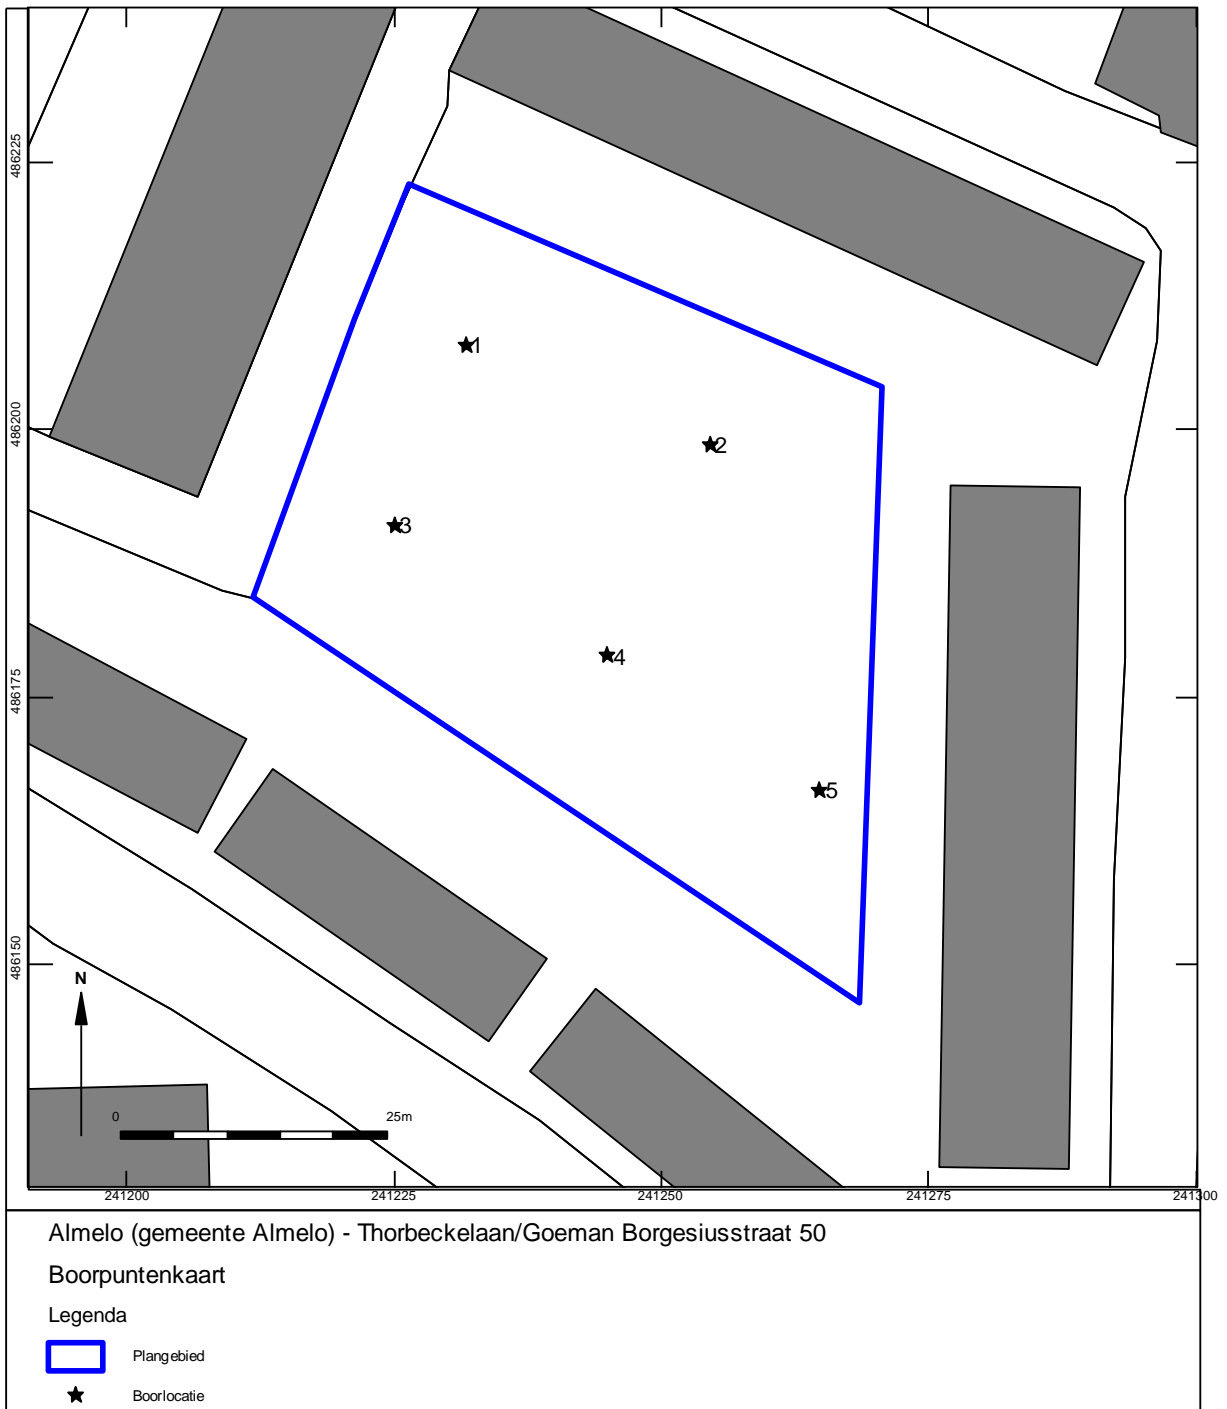 486225
486200
486175
486150
1
2
3
4
5
N
0 25m
241200 241225 241250 241275 241300
Almelo (gemeente Almelo) - Thorbeckelaan/Goeman Borgesiusstraat 50
Boorpuntenkaart
Legenda
Plangebied
Boorlocatie